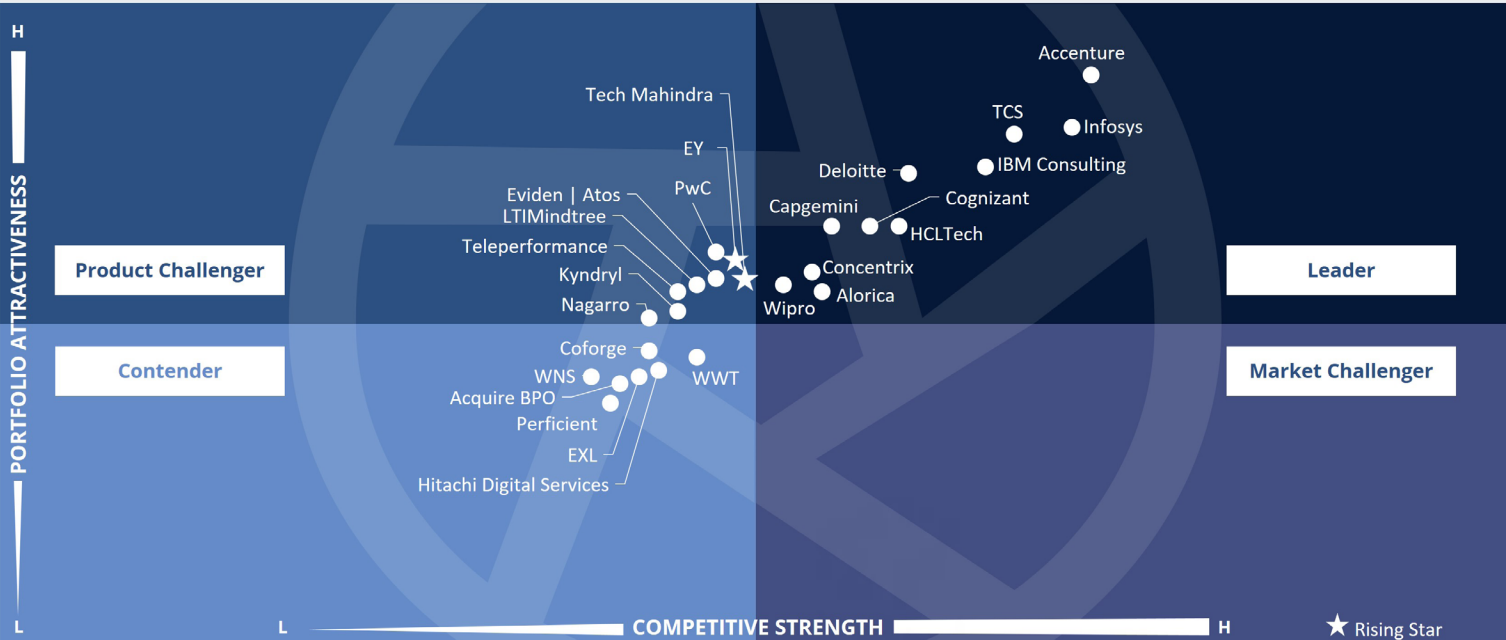 H
Accenture
Tech Mahindra
TCS
Infosys
EY
IBM Consulting
Deloitte
PwC
Eviden | Atos
Cognizant
Capgemini
LTIMindtree
HCLTech
Teleperformance
Product Challenger
Leader
Concentrix
Kyndryl
Alorica
Nagarro
Wipro
PORTFOLIO ATTRACTIVENESS
Coforge
Contender
Market Challenger
WNS
WWT
Acquire BPO
Perficient
EXL
Hitachi Digital Services
L
L
COMPETITIVE STRENGTH
H
Rising Star